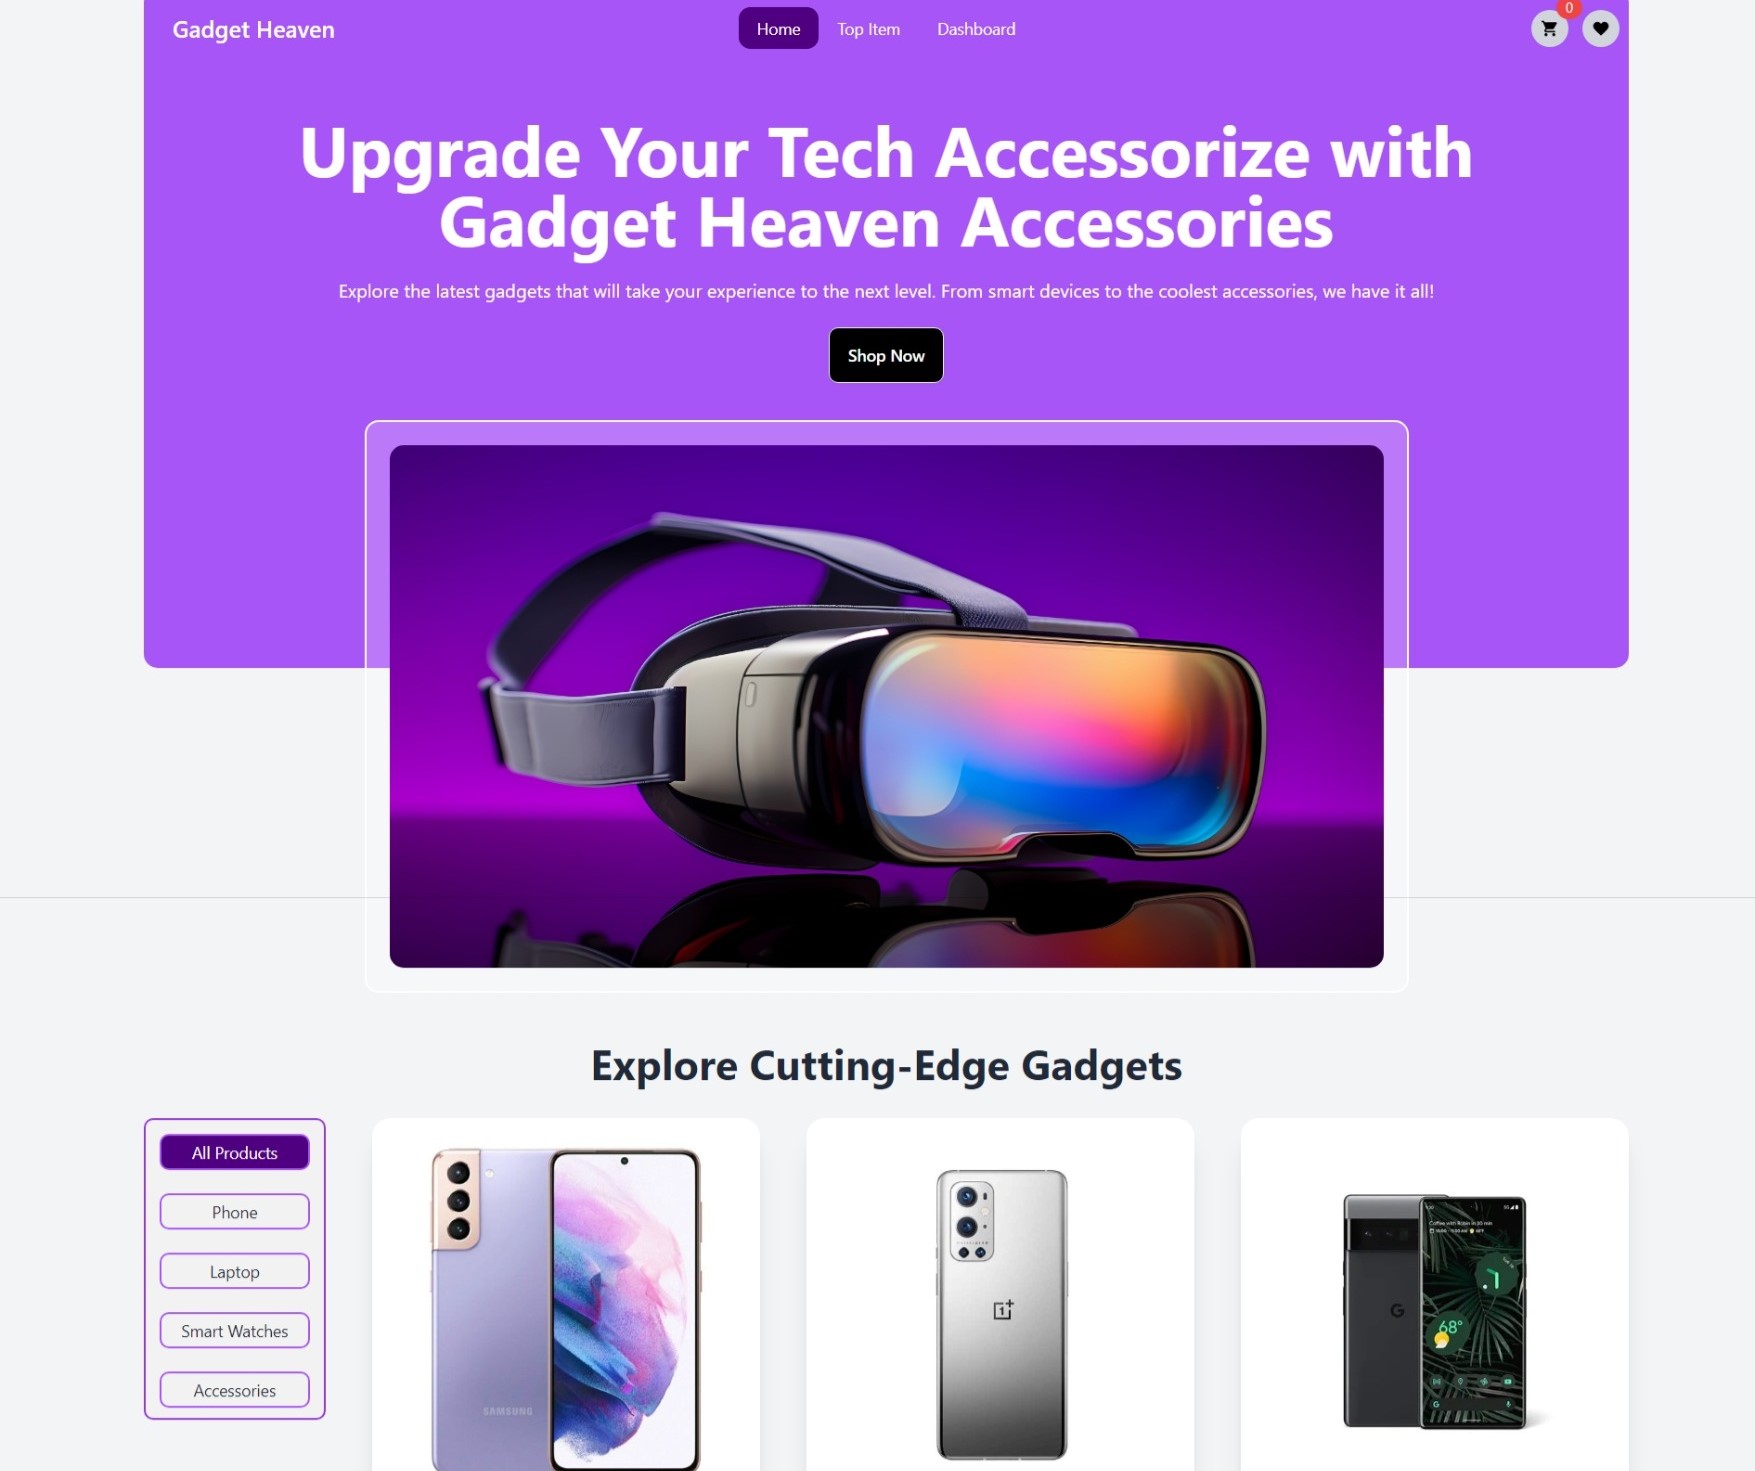 Gadget Heaven
Home
Top Item
Dashboard
0
Upgrade Your Tech Accessorize with
Gadget Heaven Accessories
Explore the latest gadgets that will take your experience to the next level. From smart devices to the coolest accessories, we have it all!
Shop Now
Explore Cutting-Edge Gadgets
All Products
Phone
Laptop
Smart Watches
Accessories
SAMSUNG
68°